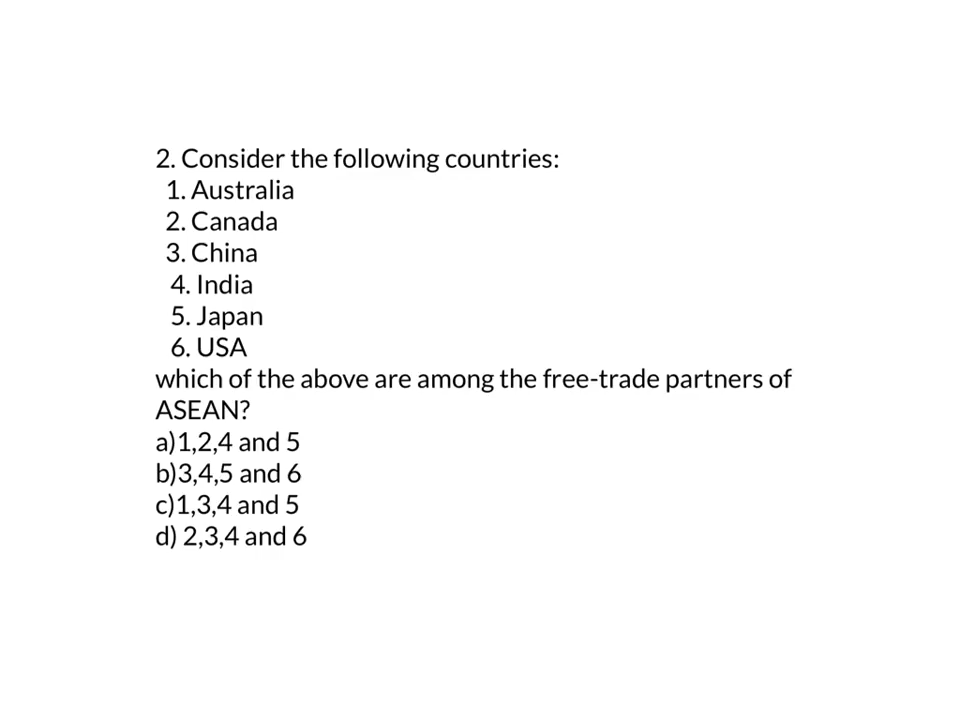 2. Consider the following countries:
1. Australia
2. Canada
3. China
4. India
5. Japan
6. USA
which of the above are among the free-trade partners of
ASEAN?
a)1,2,4 and 5
b)3,4,5 and 6
c)1,3,4 and 5
d) 2,3,4 and 6